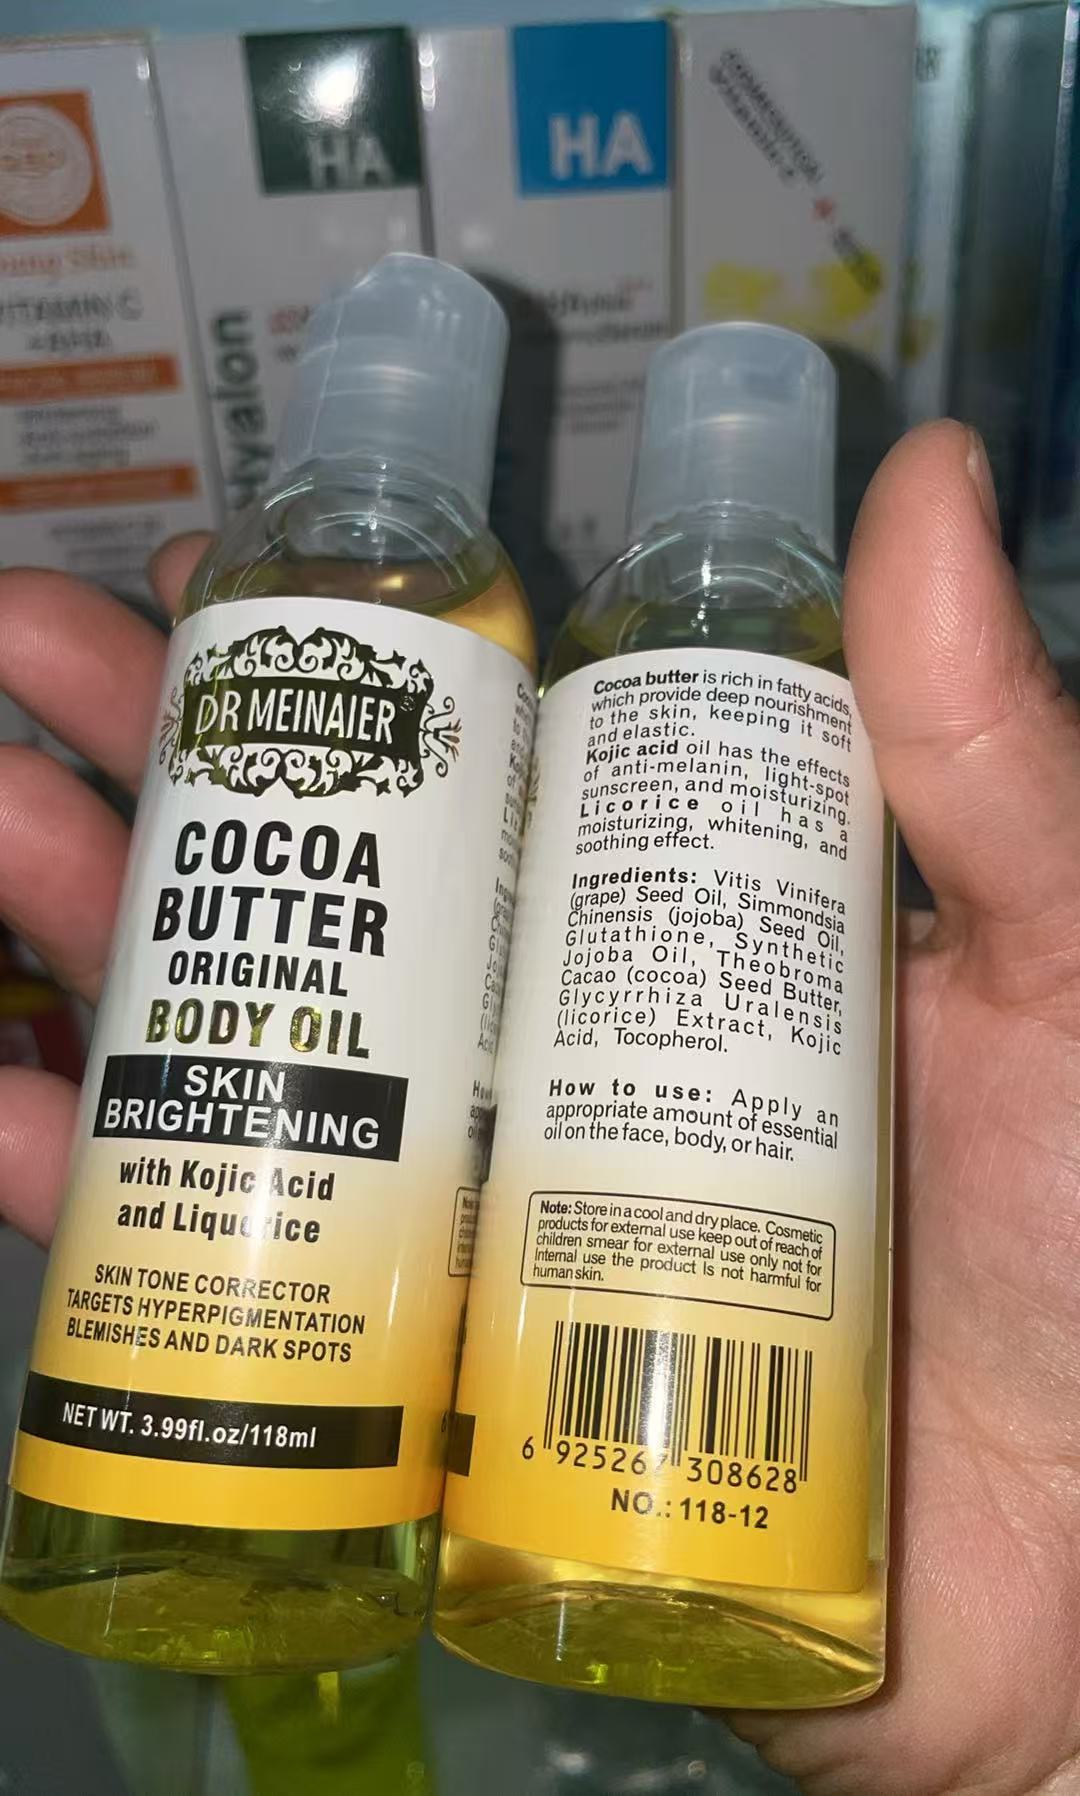 HA
HA
VITAMIN C
Hyalon
DR MEINAIER®
COCOA
BUTTER
ORIGINAL
BODY OIL
SKIN
BRIGHTENING
with Kojic Acid
and Liquorice
SKIN TONE CORRECTOR
TARGETS HYPERPIGMENTATION
BLEMISHES AND DARK SPOTS
NET WT. 3.99fl.oz/118ml
Cocoa butter is rich in fatty acids,
which provide deep nourishment
to the skin, keeping it soft
and elastic.
Kojic acid oil has the effects
of anti-melanin, light-spot
sunscreen, and moisturizing.
Licorice oil has a
moisturizing, whitening, and
soothing effect.
Ingredients: Vitis Vinifera
(grape) Seed Oil, Simmondsia
Chinensis (jojoba) Seed Oil,
Glutathione, Synthetic
Jojoba Oil, Theobroma
Cacao (cocoa) Seed Butter,
Glycyrrhiza Uralensis
(licorice) Extract, Kojic
Acid, Tocopherol.
How to use: Apply an
appropriate amount of essential
oil on the face, body, or hair.
Note: Store in a cool and dry place. Cosmetic
products for external use keep out of reach of
children smear for external use only not for
Internal use the product Is not harmful for
human skin.
6 925267 308628
NO.: 118-12